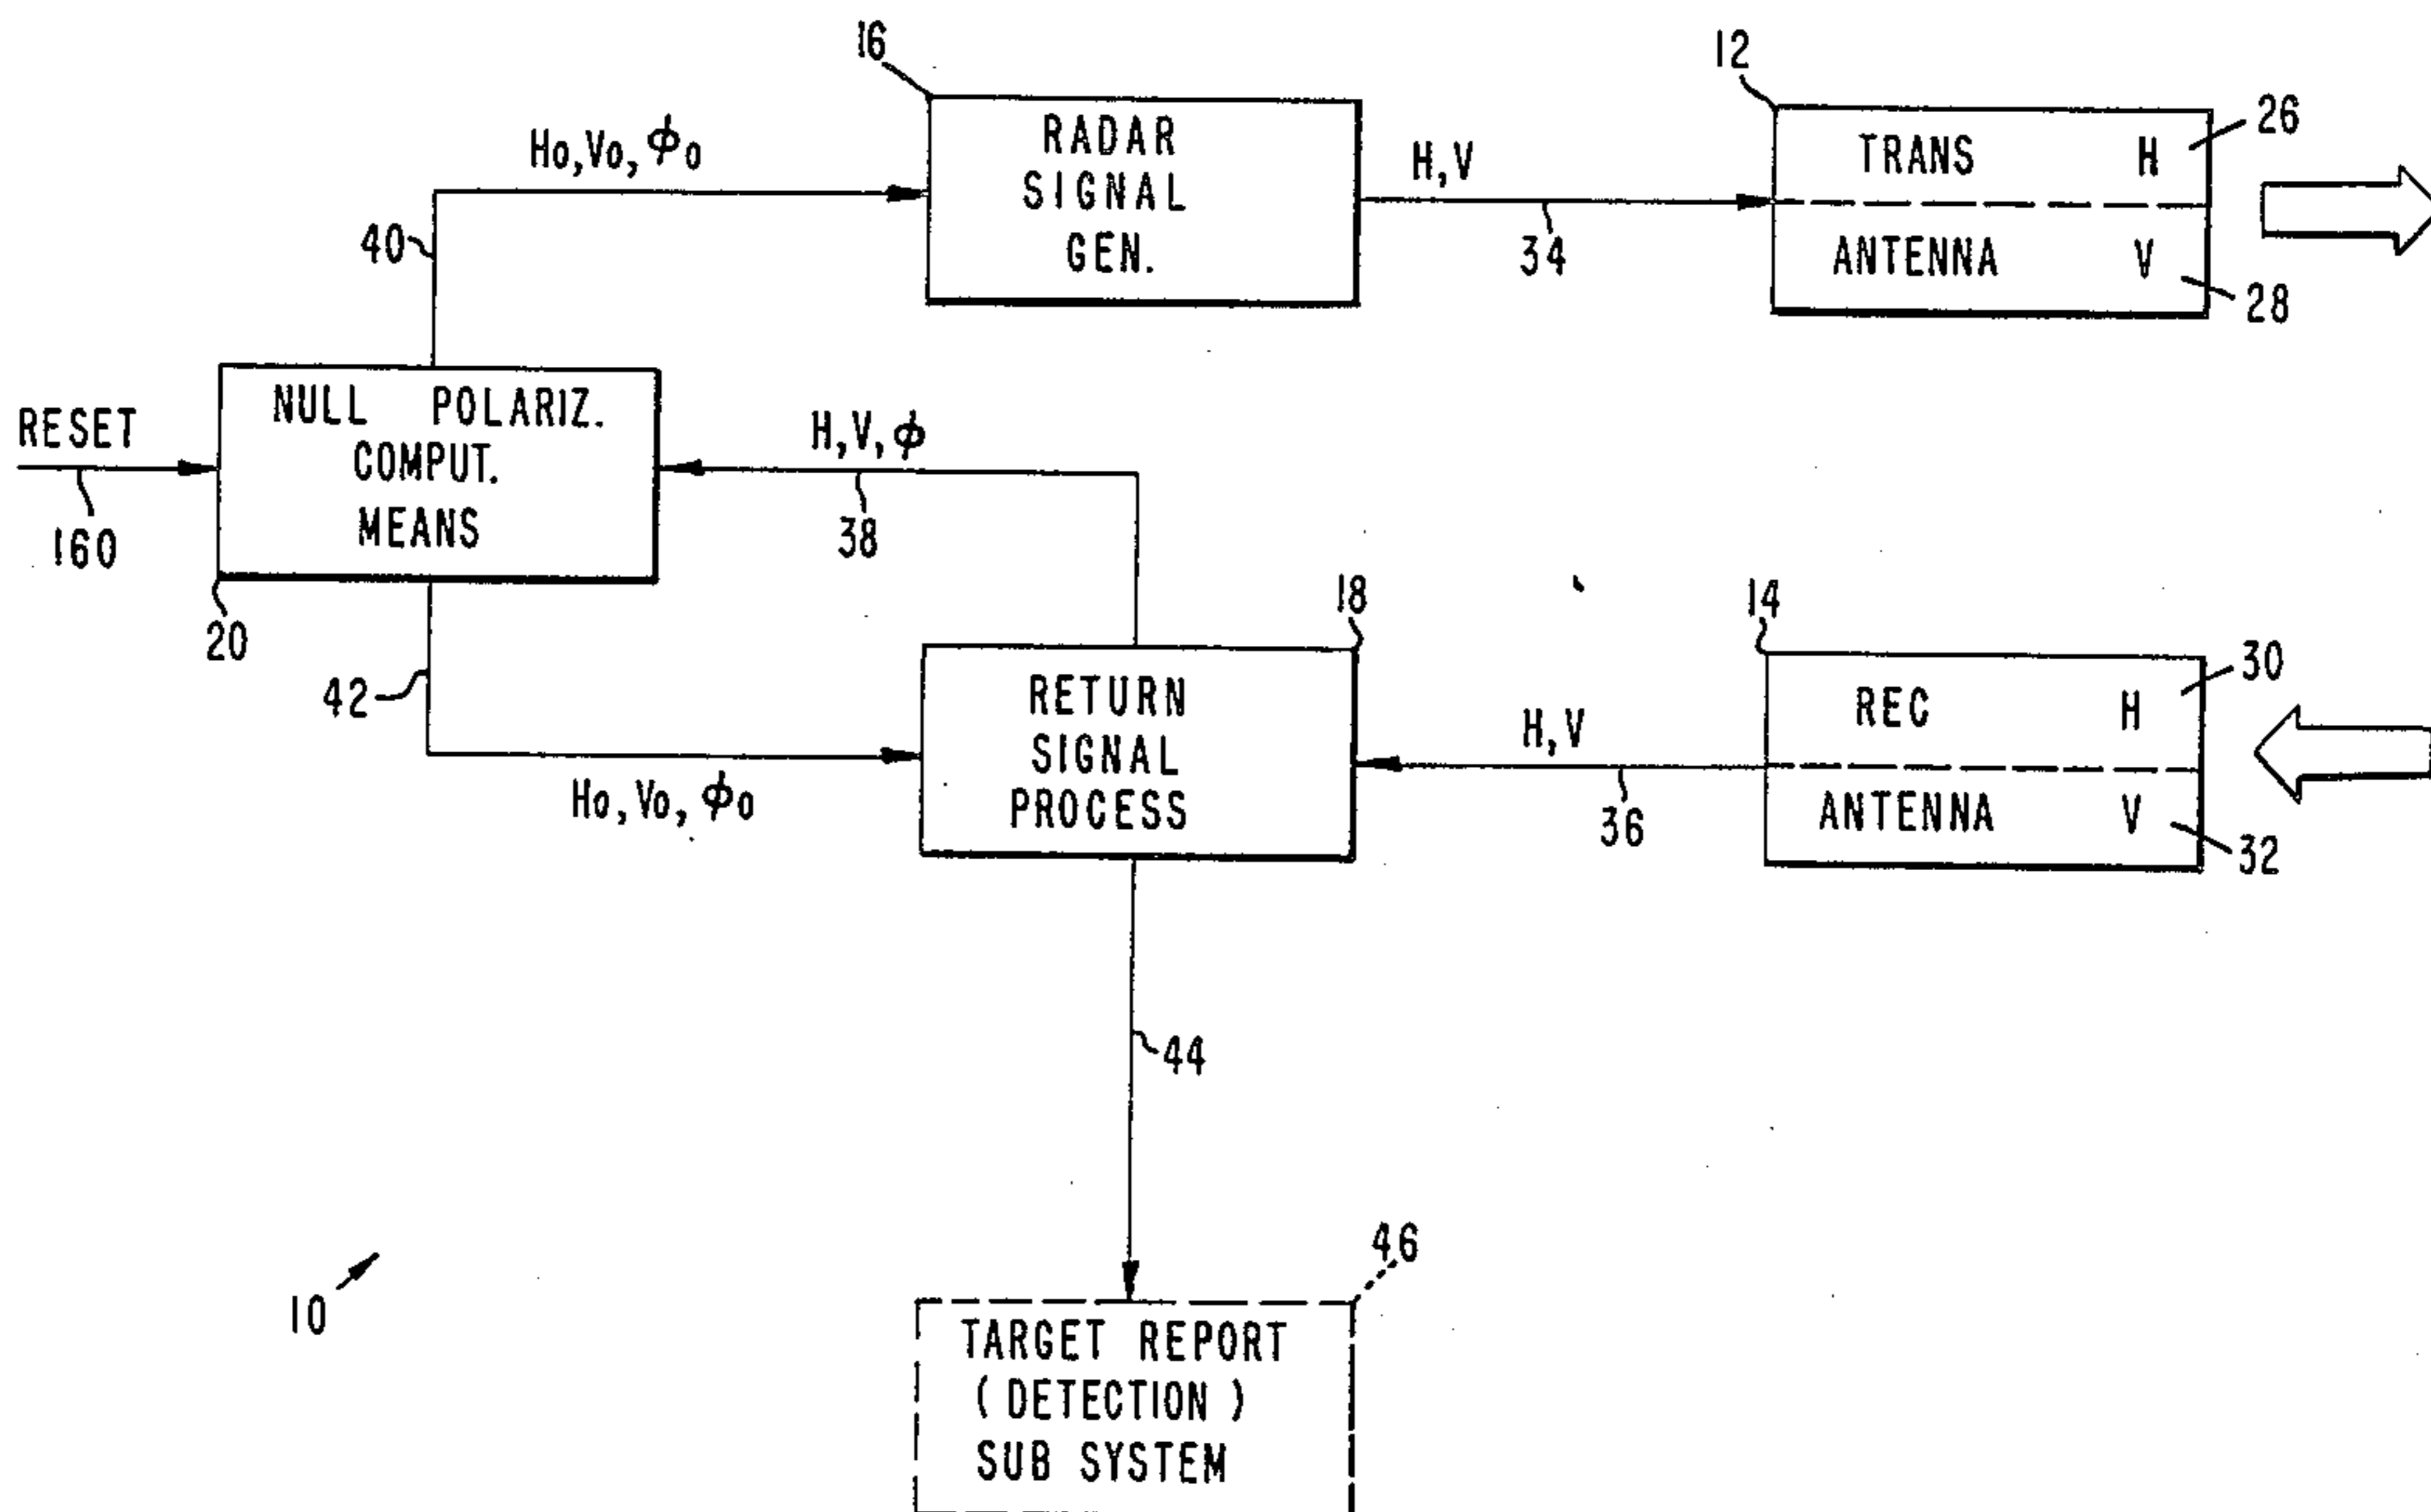 16
12
RADAR
SIGNAL
GEN.
TRANS H
ANTENNA V
26
28
Ho, Vo, ϕo
H, V
34
40
RESET
160
NULL POLARIZ.
COMPUT.
MEANS
20
H, V, ϕ
38
42
Ho, Vo, ϕo
18
RETURN
SIGNAL
PROCESS
14
REC H
ANTENNA V
30
32
H, V
36
44
10
46
TARGET REPORT
( DETECTION )
SUB SYSTEM